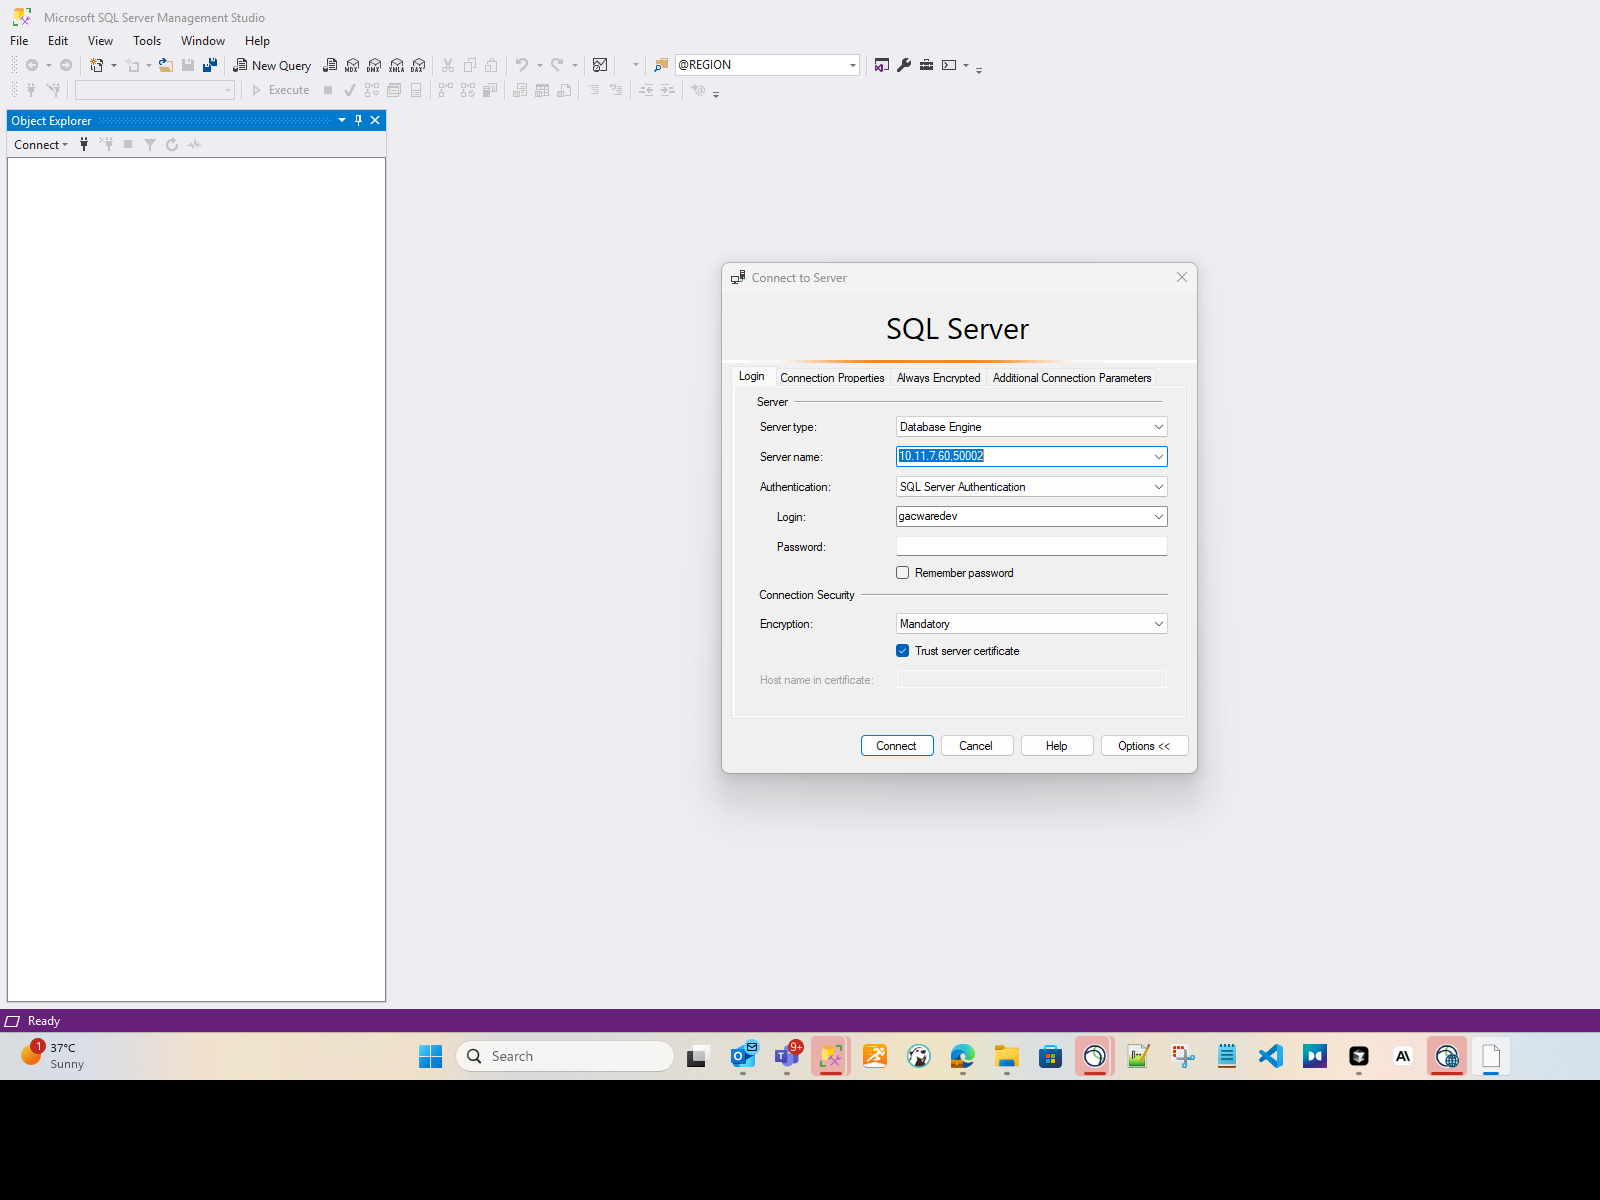 Microsoft SQL Server Management Studio
File Edit View Tools Window Help
New Query MDX DMX XMLA DAX @REGION
Execute
Object Explorer
Connect
Connect to Server
SQL Server
Login Connection Properties Always Encrypted Additional Connection Parameters
Server
Server type: Database Engine
Server name: 10.11.7.60,50002
Authentication: SQL Server Authentication
Login: gacwaredev
Password:
Remember password
Connection Security
Encryption: Mandatory
Trust server certificate
Host name in certificate:
Connect Cancel Help Options <<
Ready
1 37°C
Sunny
Search
9+